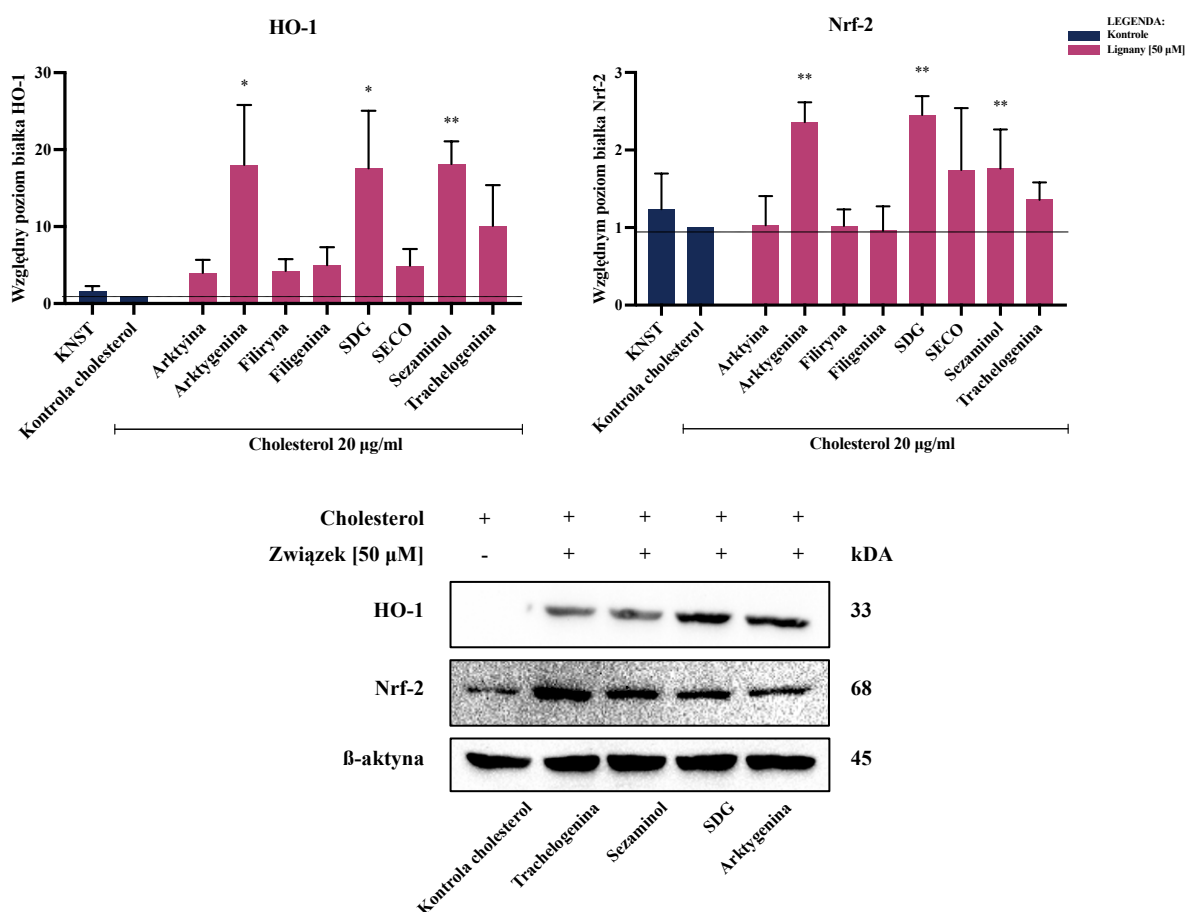 HO-1
Względny poziom białka HO-1
30
20
10
0
*
*
**
KNST
Kontrola cholesterol
Arktyina
Arktygenina
Filiryna
Filigenina
SDG
SECO
Sezaminol
Trachelogenina
Cholesterol 20 µg/ml
Nrf-2
Względnym poziom białka Nrf-2
3
2
1
0
**
**
**
KNST
Kontrola cholesterol
Arktyina
Arktygenina
Filiryna
Filigenina
SDG
SECO
Sezaminol
Trachelogenina
Cholesterol 20 µg/ml
LEGENDA:
Kontrole
Lignany [50 µM]
Cholesterol + + + + +
Związek [50 µM] - + + + + kDA
HO-1 33
Nrf-2 68
ß-aktyna 45
Kontrola cholesterol
Trachelogenina
Sezaminol
SDG
Arktygenina